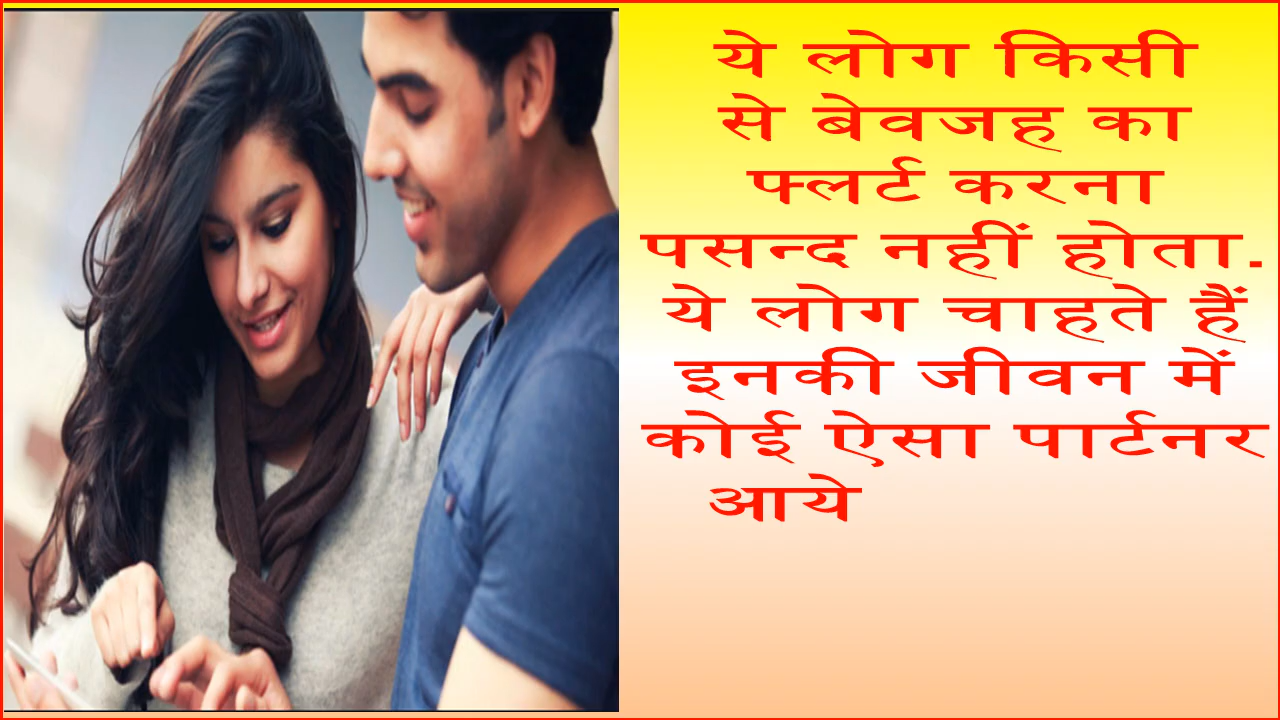 ये लोग किसी
से बेवजह का
फ्लर्ट करना
पसन्द नहीं होता.
ये लोग चाहते हैं
इनकी जीवन में
कोई ऐसा पार्टनर
आये